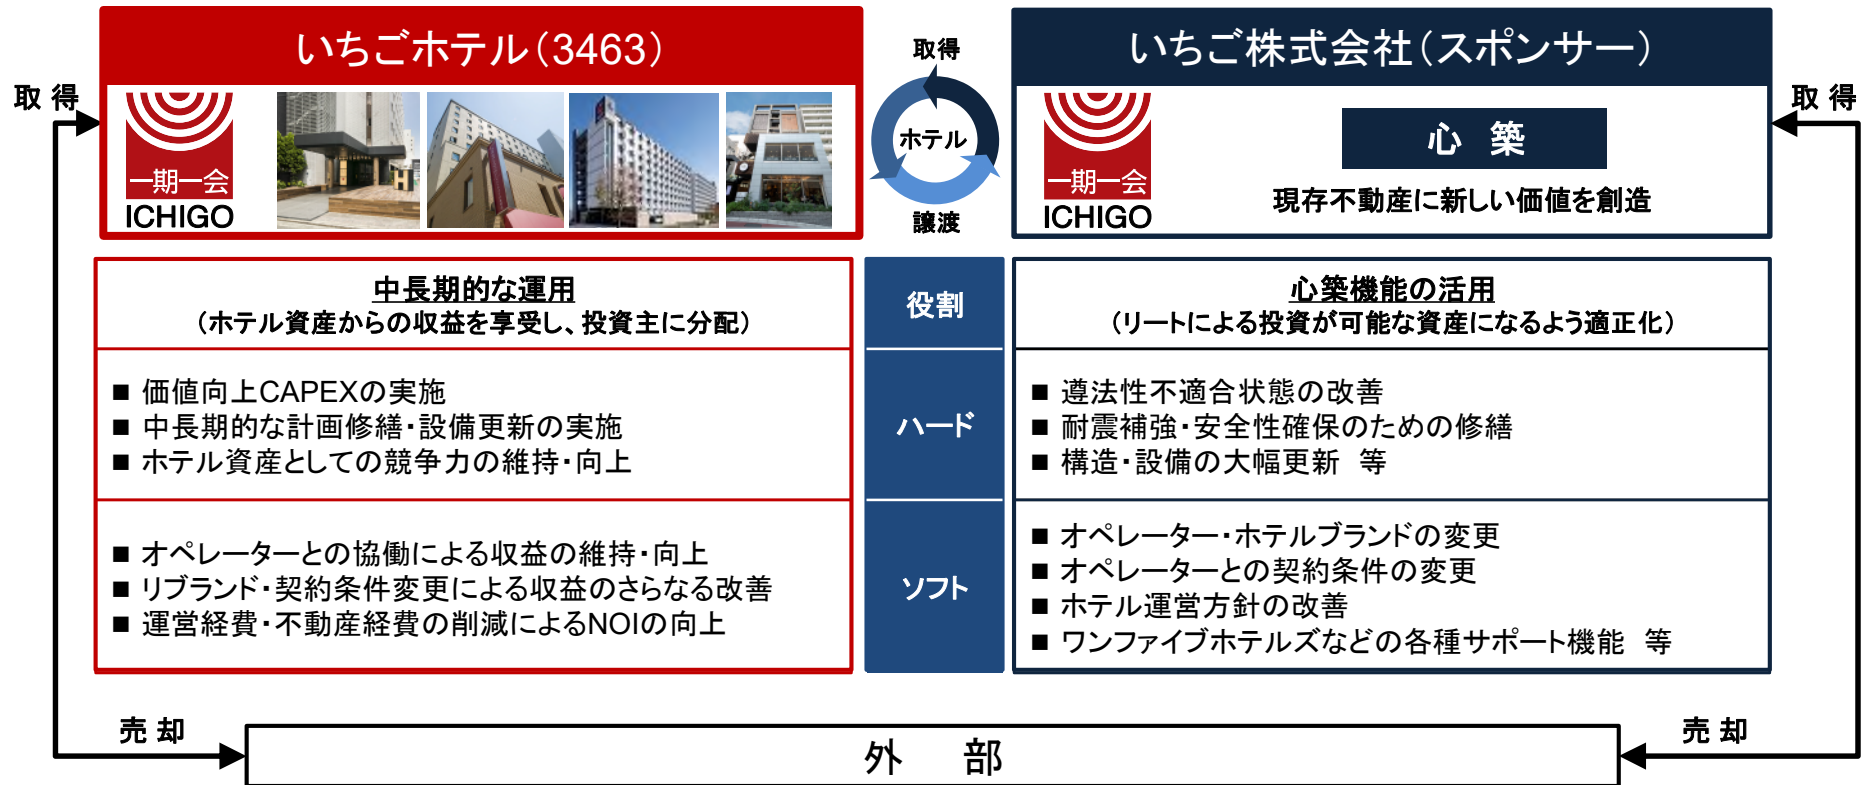 いちごホテル（3463）
取得
一期一会
ICHIGO
取得
ホテル
譲渡
いちご株式会社（スポンサー）
一期一会
ICHIGO
心 築
現存不動産に新しい価値を創造
取得
中長期的な運用
（ホテル資産からの収益を享受し、投資主に分配）
役割
心築機能の活用
（リートによる投資が可能な資産になるよう適正化）
■ 価値向上CAPEXの実施
■ 中長期的な計画修繕・設備更新の実施
■ ホテル資産としての競争力の維持・向上
ハード
■ 遵法性不適合状態の改善
■ 耐震補強・安全性確保のための修繕
■ 構造・設備の大幅更新 等
■ オペレーターとの協働による収益の維持・向上
■ リブランド・契約条件変更による収益のさらなる改善
■ 運営経費・不動産経費の削減によるNOIの向上
ソフト
■ オペレーター・ホテルブランドの変更
■ オペレーターとの契約条件の変更
■ ホテル運営方針の改善
■ ワンファイブホテルズなどの各種サポート機能 等
売却
外 部
売却